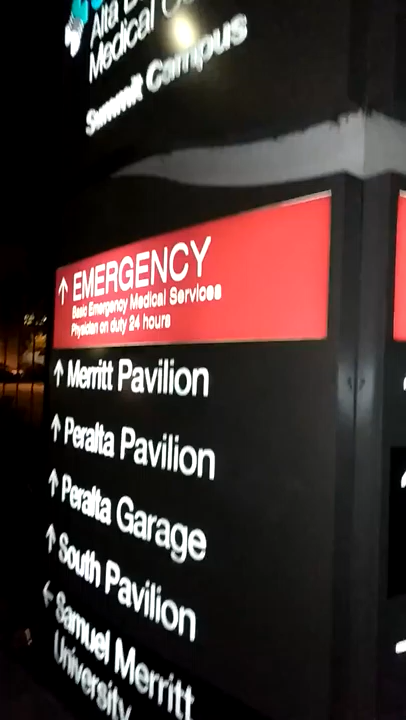 Alta
Medical
Summit Campus
↑ EMERGENCY
Basic Emergency Medical Services
Physician on duty 24 hours
↑ Merritt Pavilion
↑ Peralta Pavilion
↑ Peralta Garage
↑ South Pavilion
← Samuel Merritt
University